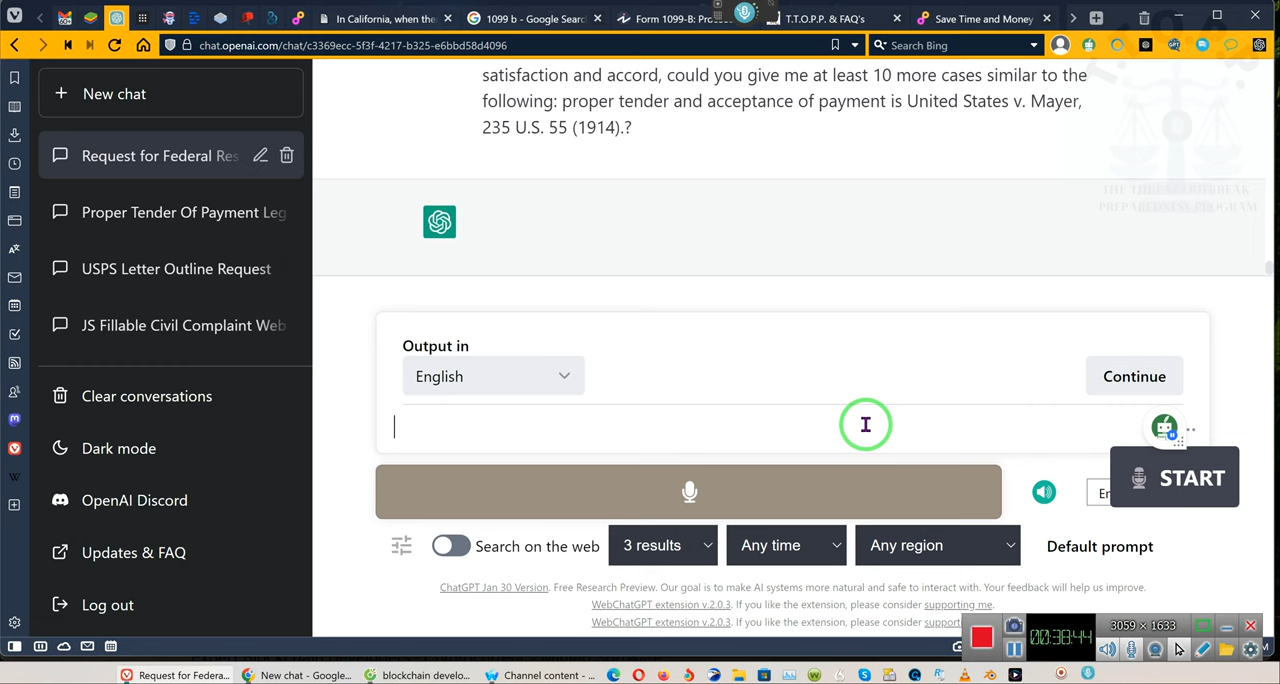 In California, when the
1099 b - Google Searc
Form 1099-B: Pro
T.T.O.P.P. & FAQ's
Save Time and Money
chat.openai.com/chat/c3369ecc-5f3f-4217-b325-e6bbd58d4096
Search Bing
New chat
Request for Federal Res
Proper Tender Of Payment Leg
USPS Letter Outline Request
JS Fillable Civil Complaint Web
Clear conversations
Dark mode
OpenAI Discord
Updates & FAQ
Log out
satisfaction and accord, could you give me at least 10 more cases similar to the
following: proper tender and acceptance of payment is United States v. Mayer,
235 U.S. 55 (1914).?
THE THREAT OUTBREAK
PREPAREDNESS PROGRAM
Output in
English
Continue
START
Er
Search on the web
3 results
Any time
Any region
Default prompt
ChatGPT Jan 30 Version. Free Research Preview. Our goal is to make AI systems more natural and safe to interact with. Your feedback will help us improve.
WebChatGPT extension v.2.0.3. If you like the extension, please consider supporting me.
WebChatGPT extension v.2.0.3. If you like the extension, please consider supporting
3059 × 1633
00:38:44
Request for Federa...
New chat - Google...
blockchain develo...
Channel content - ...